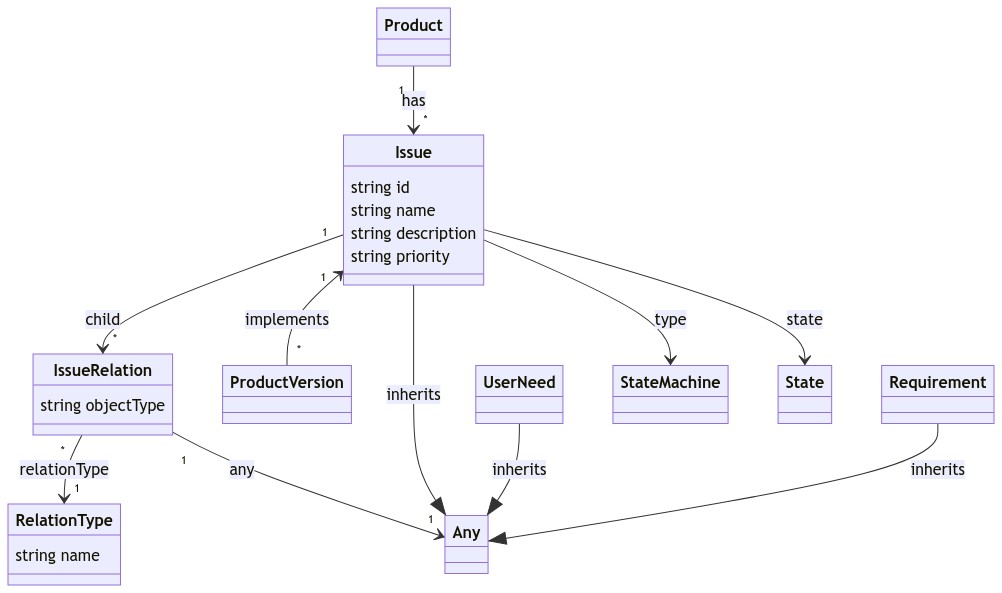 Product
1
has
*
Issue
string id
string name
string description
string priority
1
1
child
*
implements
*
type
state
IssueRelation
string objectType
ProductVersion
inherits
UserNeed
StateMachine
State
Requirement
*
relationType
1
1
any
1
inherits
inherits
RelationType
string name
Any